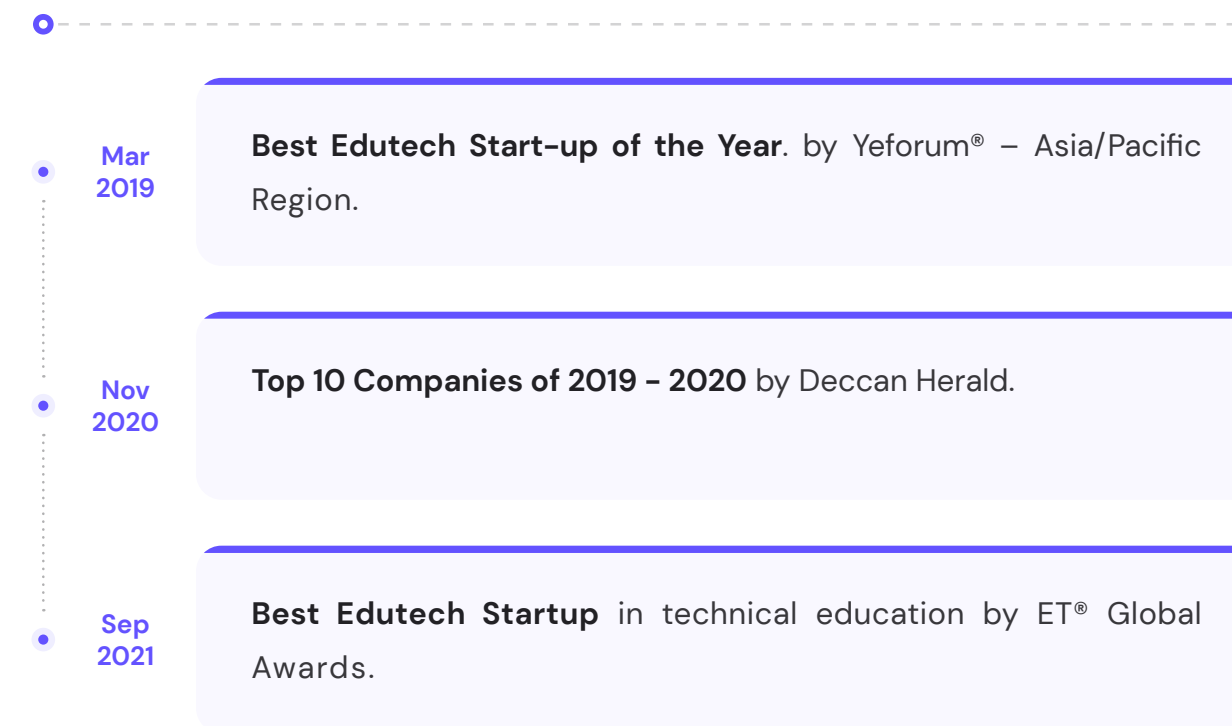 Mar
2019
Best Edutech Start-up of the Year. by Yeforum® – Asia/Pacific
Region.
Nov
2020
Top 10 Companies of 2019 - 2020 by Deccan Herald.
Sep
2021
Best Edutech Startup in technical education by ET® Global
Awards.